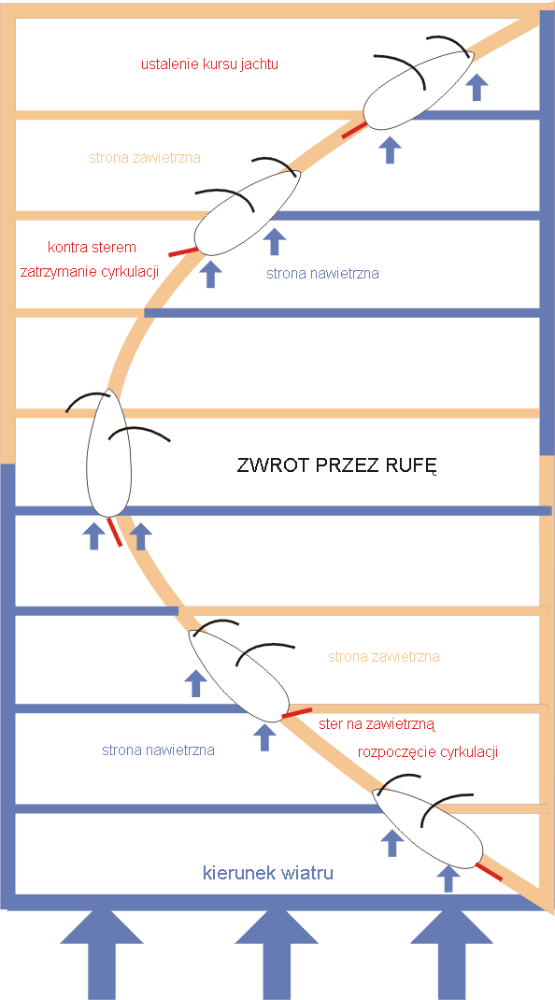 ustalenie kursu jachtu
strona zawietrzna
kontra sterem
zatrzymanie cyrkulacji
strona nawietrzna
ZWROT PRZEZ RUFĘ
strona zawietrzna
ster na zawietrzną
strona nawietrzna
rozpoczęcie cyrkulacji
kierunek wiatru